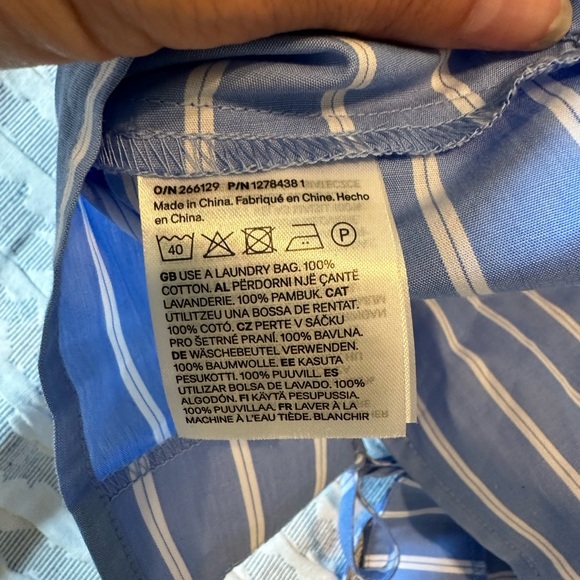 O/N 266129 P/N 1278438 1
Made in China. Fabriqué en Chine. Hecho
en China.
40 P
GB USE A LAUNDRY BAG. 100%
COTTON. AL PËRDORNI NJË ÇANTË
LAVANDERIE. 100% PAMBUK. CAT
UTILITZEU UNA BOSSA DE RENTAT.
100% COTÓ. CZ PERTE V SÁČKU
PRO ŠETRNÉ PRANÍ. 100% BAVLNA.
DE WÄSCHEBEUTEL VERWENDEN.
100% BAUMWOLLE. EE KASUTA
PESUKOTTI. 100% PUUVILL. ES
UTILIZAR BOLSA DE LAVADO. 100%
ALGODÓN. FI KÄYTÄ PESUPUSSIA.
100% PUUVILLAA. FR LAVER À LA
MACHINE À L'EAU TIÈDE. BLANCHIR